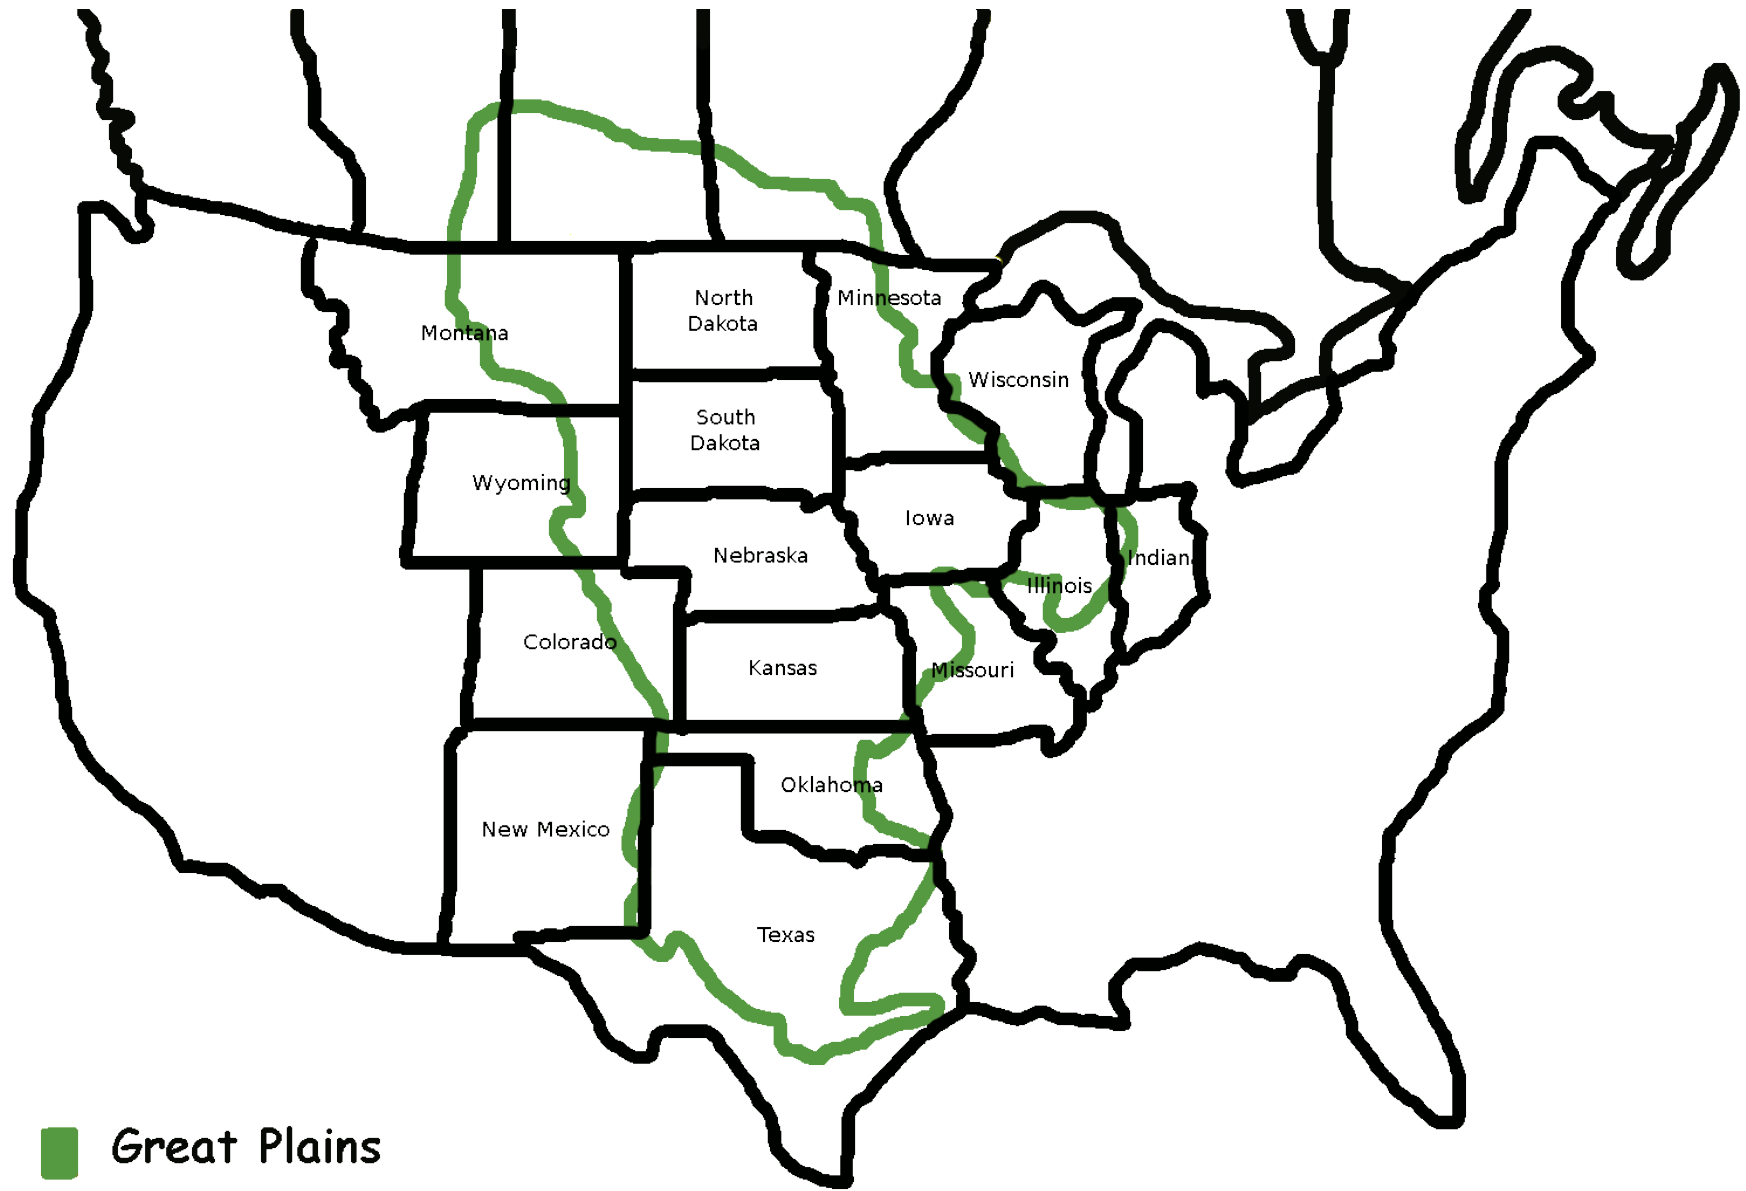 North
Dakota
Minnesota
Montana
Wisconsin
South
Dakota
Wyoming
Iowa
Nebraska
Indian
Illinois
Colorado
Kansas
Missouri
Oklahoma
New Mexico
Texas
Great Plains